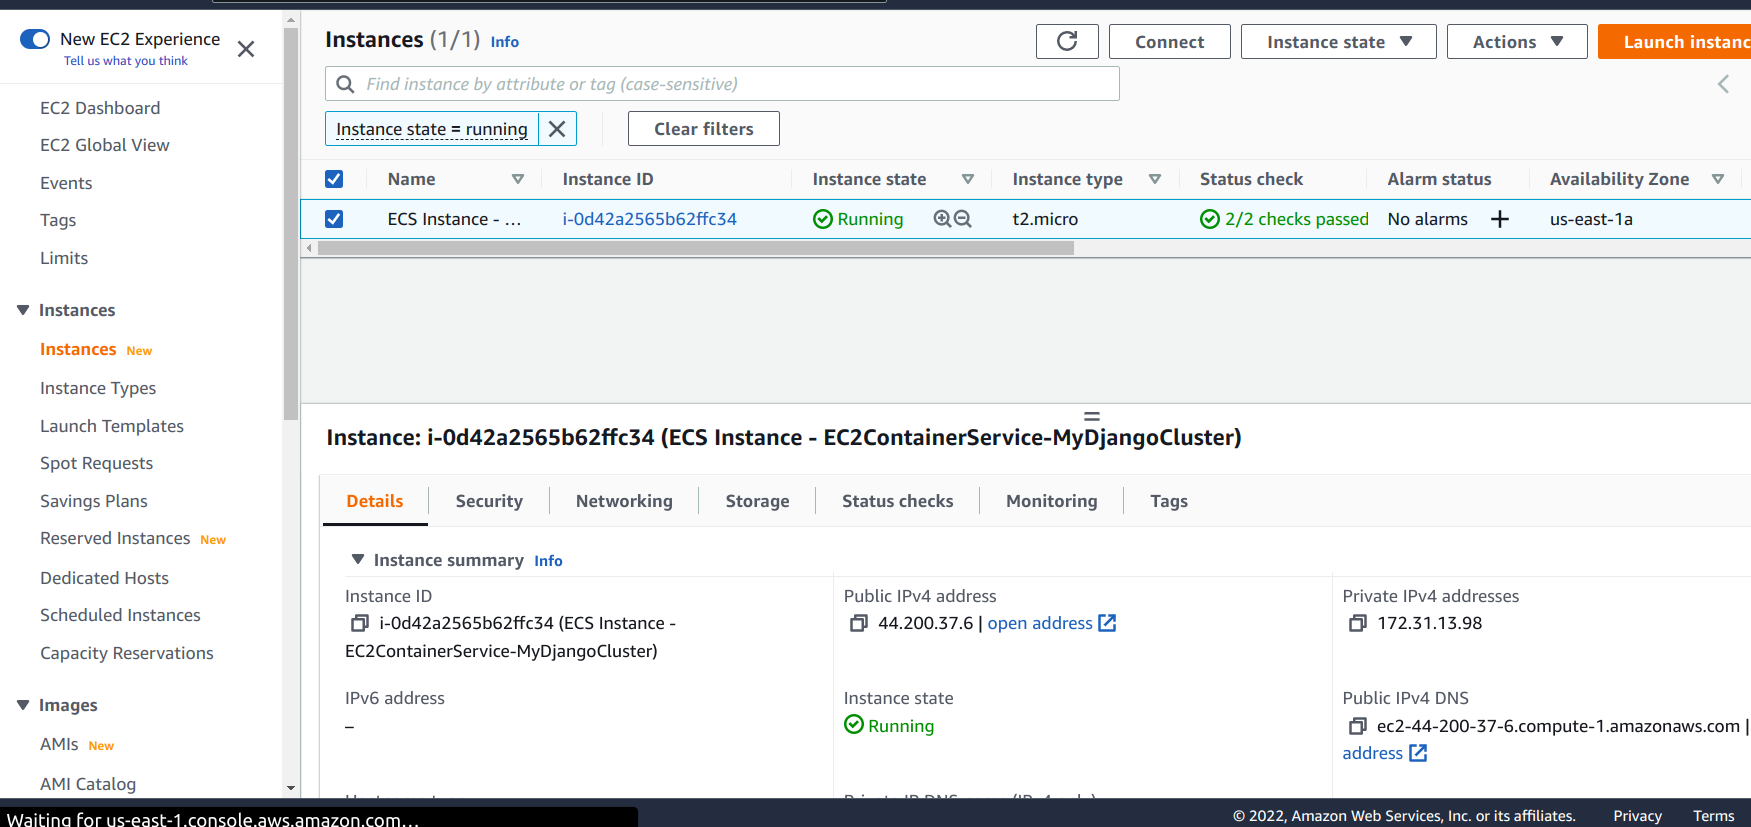 New EC2 Experience
Tell us what you think
EC2 Dashboard
EC2 Global View
Events
Tags
Limits
Instances
Instances New
Instance Types
Launch Templates
Spot Requests
Savings Plans
Reserved Instances New
Dedicated Hosts
Scheduled Instances
Capacity Reservations
Images
AMIs New
AMI Catalog
Instances (1/1) Info
Connect
Instance state
Actions
Launch instanc
Find instance by attribute or tag (case-sensitive)
Instance state = running
Clear filters
Name Instance ID Instance state Instance type Status check Alarm status Availability Zone
ECS Instance - ... i-0d42a2565b62ffc34 Running t2.micro 2/2 checks passed No alarms + us-east-1a
Instance: i-0d42a2565b62ffc34 (ECS Instance - EC2ContainerService-MyDjangoCluster)
Details Security Networking Storage Status checks Monitoring Tags
Instance summary Info
Instance ID
i-0d42a2565b62ffc34 (ECS Instance -
EC2ContainerService-MyDjangoCluster)
Public IPv4 address
44.200.37.6 | open address
Private IPv4 addresses
172.31.13.98
IPv6 address
–
Instance state
Running
Public IPv4 DNS
ec2-44-200-37-6.compute-1.amazonaws.com |
address
Waiting for us-east-1.console.aws.amazon.com...
© 2022, Amazon Web Services, Inc. or its affiliates. Privacy Terms